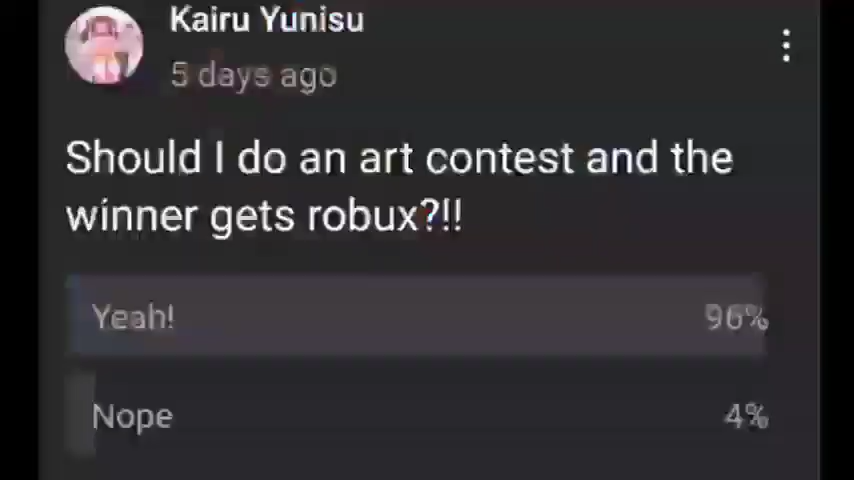 Kairu Yunisu
5 days ago
Should I do an art contest and the
winner gets robux?!!
Yeah! 96%
Nope 4%